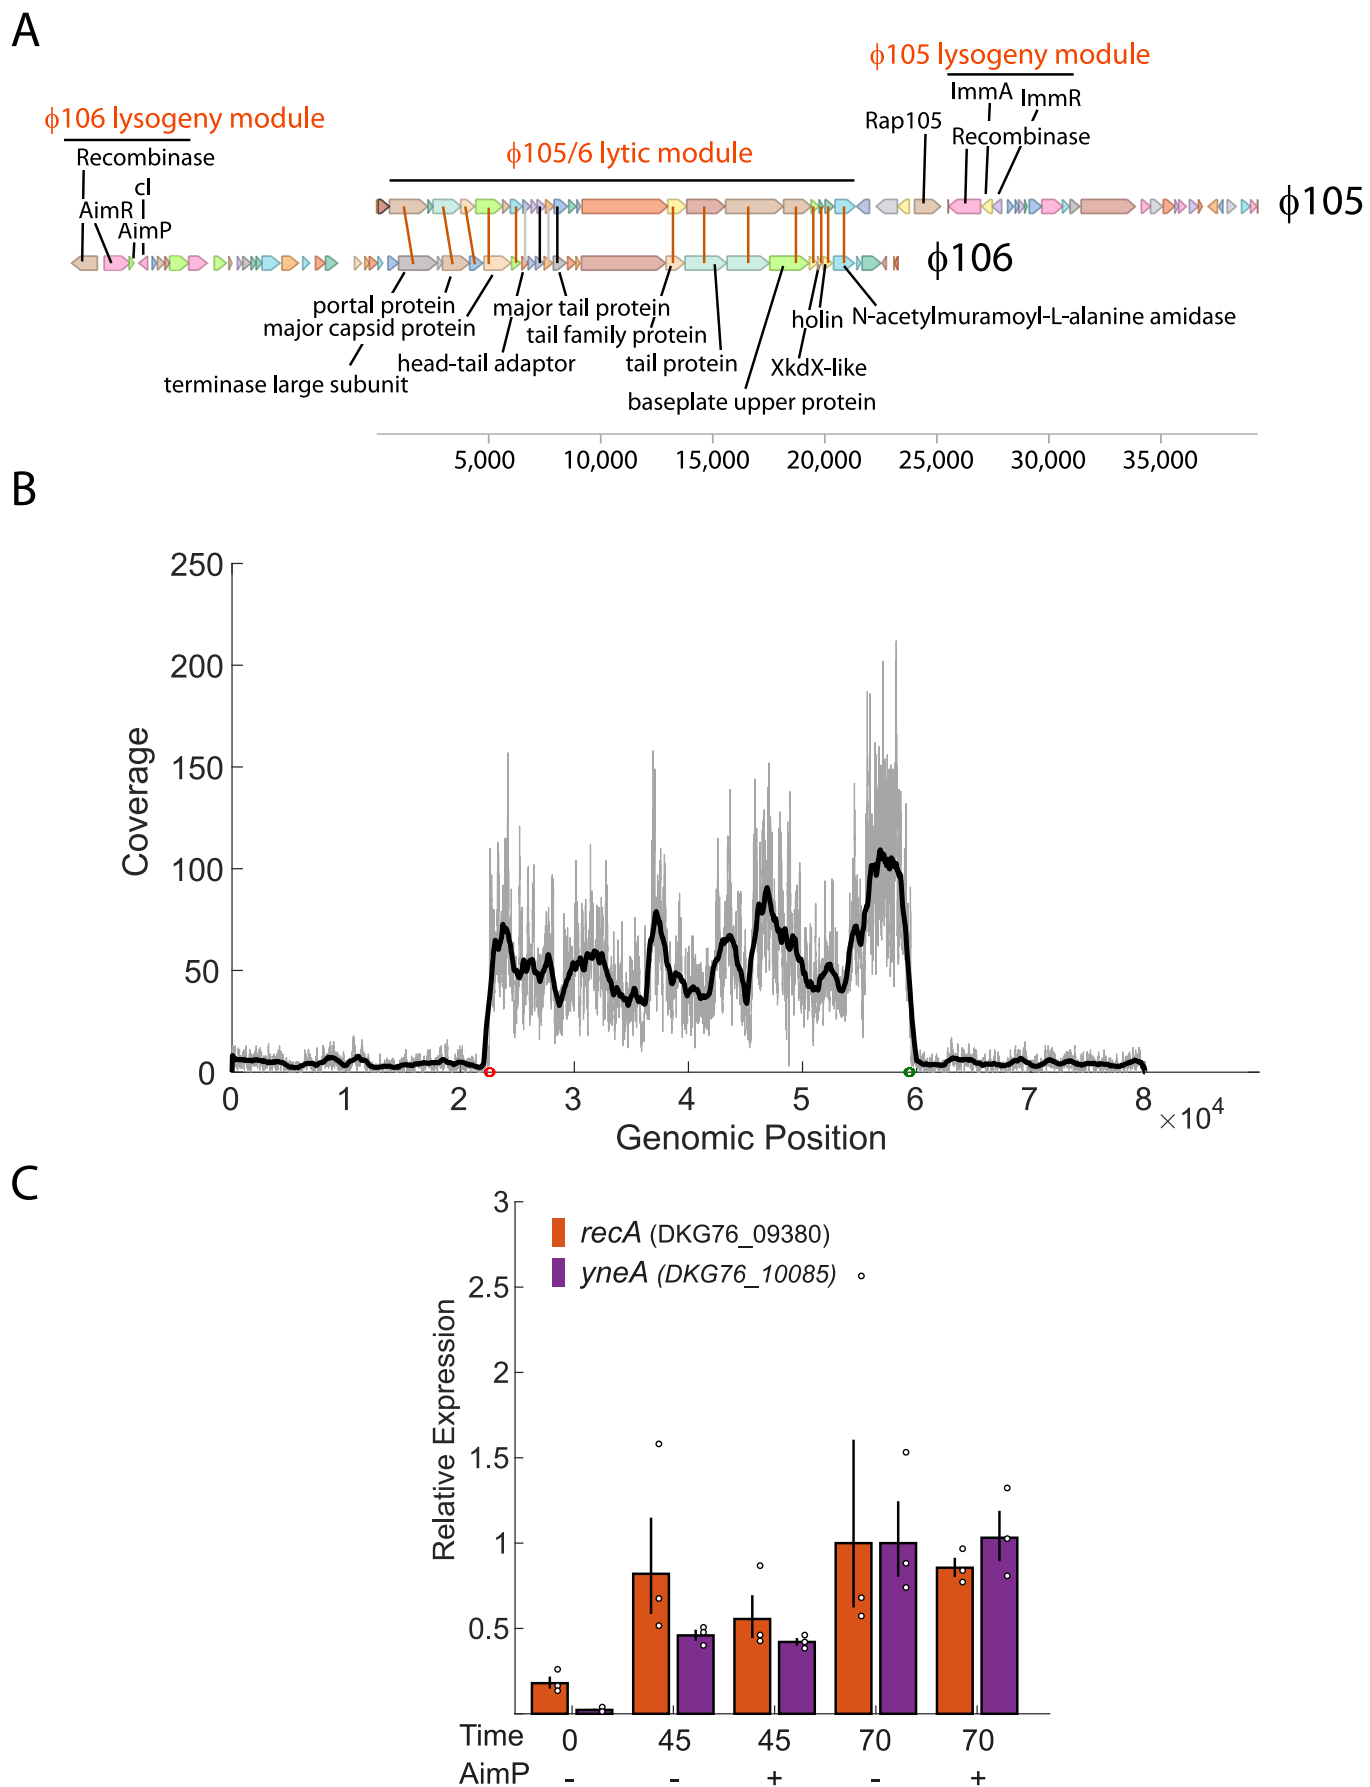 A
ϕ105 lysogeny module
ImmA
ImmR
ϕ106 lysogeny module
Rap105
Recombinase
Recombinase
ϕ105/6 lytic module
cI
AimR
AimP
ϕ105
ϕ106
portal protein
major tail protein
holin
N-acetylmuramoyl-L-alanine amidase
major capsid protein
tail family protein
head-tail adaptor
tail protein
XkdX-like
terminase large subunit
baseplate upper protein
5,000 10,000 15,000 20,000 25,000 30,000 35,000
B
250
200
150
100
50
0
Coverage
0 1 2 3 4 5 6 7 8
×10⁴
Genomic Position
C
3
2.5
2
1.5
1
0.5
Relative Expression
recA (DKG76_09380)
yneA (DKG76_10085)
Time 0 45 45 70 70
AimP - - + - +